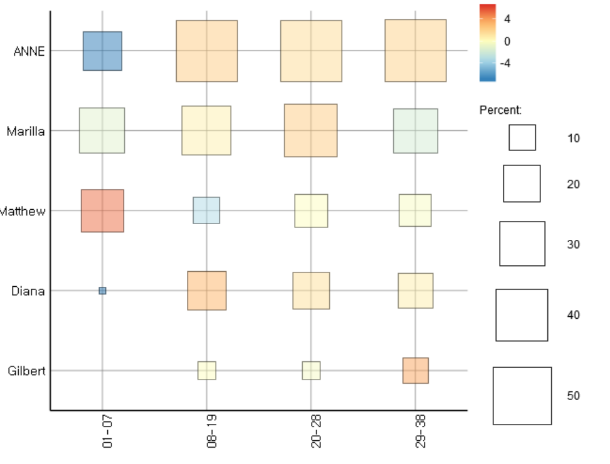 ANNE
Marilla
Matthew
Diana
Gilbert
01-07
08-19
20-28
29-38
4
0
-4
Percent:
10
20
30
40
50